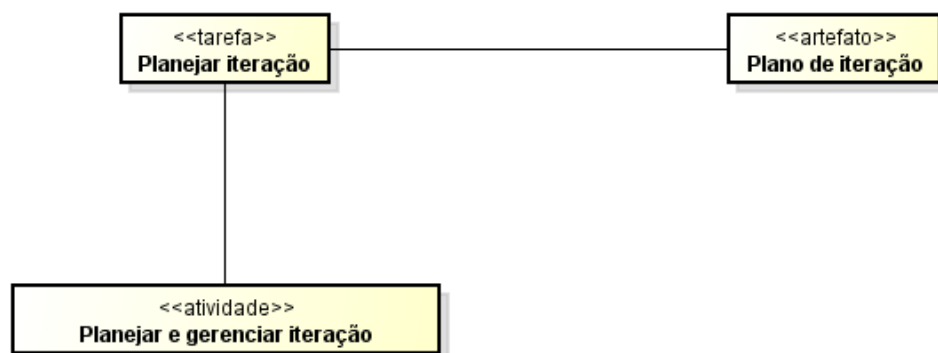 <<tarefa>>
Planejar iteração
<<artefato>>
Plano de iteração
<<atividade>>
Planejar e gerenciar iteração